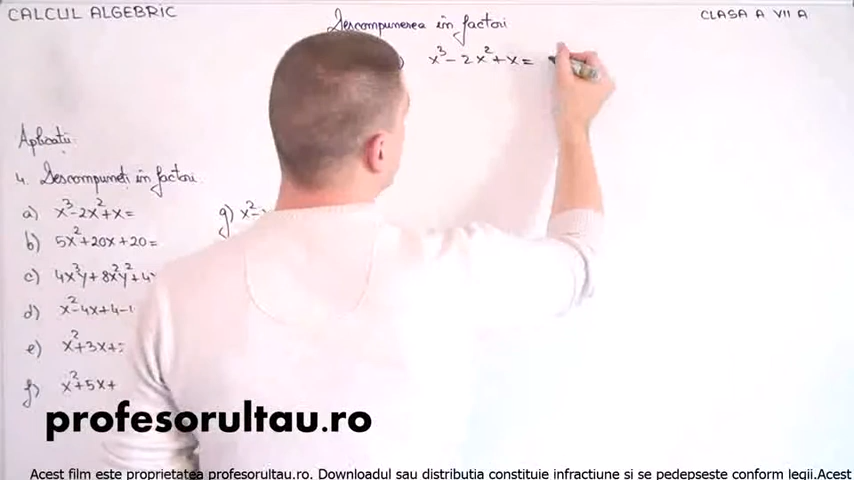 CALCUL ALGEBRIC
Descompunerea în factori
CLASA A VII A
x³-2x²+x=
Aplicații
4. Descompuneți în factori
a) x³-2x²+x=
g) x²-
b) 5x²+20x+20=
c) 4x³y+8x²y²+4
d) x²-4x+4-
e) x²+3x+
f) x²+5x+
profesorultau.ro
Acest film este proprietatea profesorultau.ro. Downloadul sau distributia constituie infractiune si se pedepseste conform legii.Acest